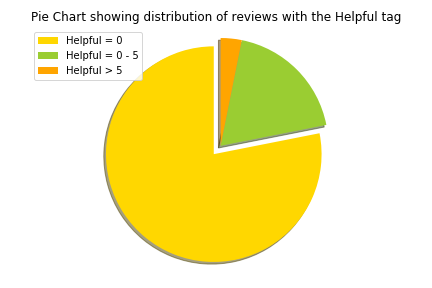 Pie Chart showing distribution of reviews with the Helpful tag
Helpful = 0
Helpful = 0 - 5
Helpful > 5